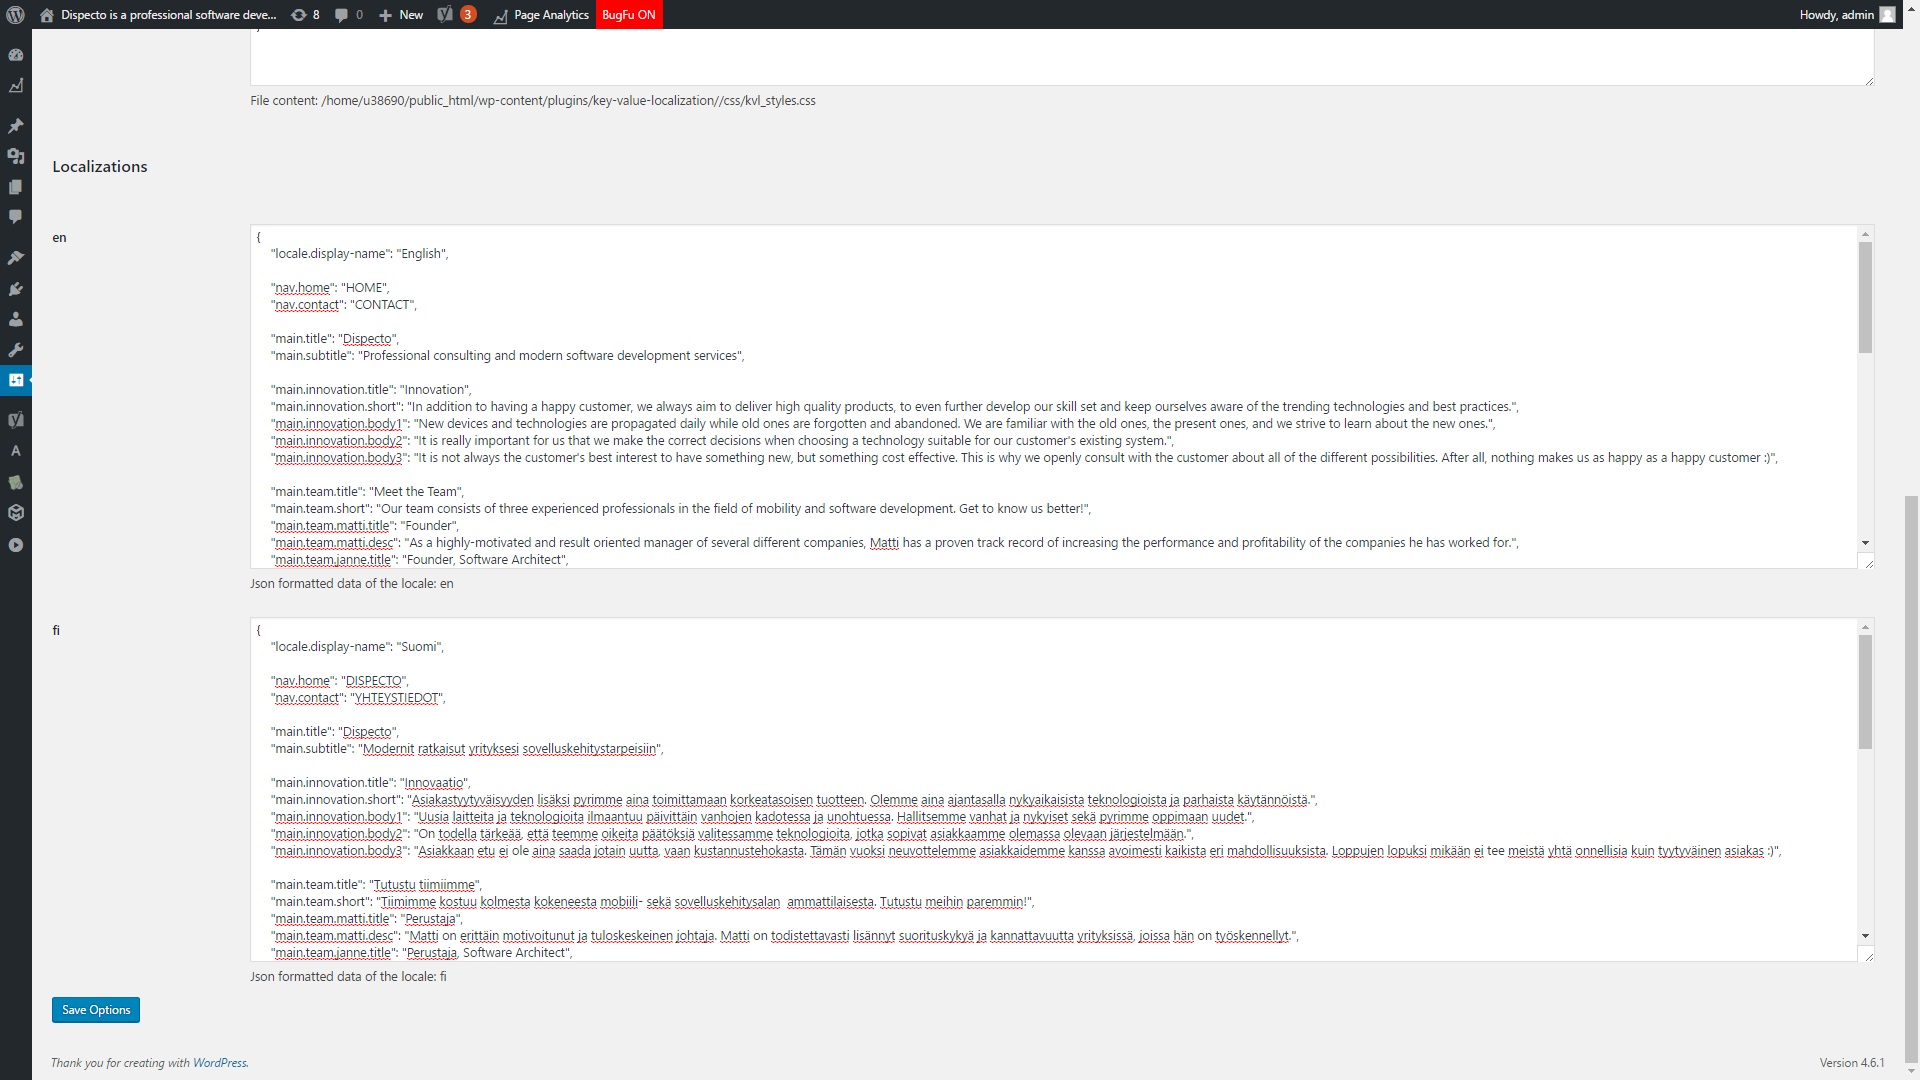 Dispecto is a professional software deve... 8 0 New 3 Page Analytics BugFu ON Howdy, admin
File content: /home/u38690/public_html/wp-content/plugins/key-value-localization//css/kvl_styles.css
Localizations
en
{
"locale.display-name": "English",
"nav.home": "HOME",
"nav.contact": "CONTACT",
"main.title": "Dispecto",
"main.subtitle": "Professional consulting and modern software development services",
"main.innovation.title": "Innovation",
"main.innovation.short": "In addition to having a happy customer, we always aim to deliver high quality products, to even further develop our skill set and keep ourselves aware of the trending technologies and best practices.",
"main.innovation.body1": "New devices and technologies are propagated daily while old ones are forgotten and abandoned. We are familiar with the old ones, the present ones, and we strive to learn about the new ones.",
"main.innovation.body2": "It is really important for us that we make the correct decisions when choosing a technology suitable for our customer's existing system.",
"main.innovation.body3": "It is not always the customer's best interest to have something new, but something cost effective. This is why we openly consult with the customer about all of the different possibilities. After all, nothing makes us as happy as a happy customer :)",
"main.team.title": "Meet the Team",
"main.team.short": "Our team consists of three experienced professionals in the field of mobility and software development. Get to know us better!",
"main.team.matti.title": "Founder",
"main.team.matti.desc": "As a highly-motivated and result oriented manager of several different companies, Matti has a proven track record of increasing the performance and profitability of the companies he has worked for.",
"main.team.janne.title": "Founder, Software Architect",
Json formatted data of the locale: en
fi
{
"locale.display-name": "Suomi",
"nav.home": "DISPECTO",
"nav.contact": "YHTEYSTIEDOT",
"main.title": "Dispecto",
"main.subtitle": "Modernit ratkaisut yrityksesi sovelluskehitystarpeisiin",
"main.innovation.title": "Innovaatio",
"main.innovation.short": "Asiakastyytyväisyyden lisäksi pyrimme aina toimittamaan korkeatasoisen tuotteen. Olemme aina ajantasalla nykyaikaisista teknologioista ja parhaista käytännöistä.",
"main.innovation.body1": "Uusia laitteita ja teknologioita ilmaantuu päivittäin vanhojen kadotessa ja unohtuessa. Hallitsemme vanhat ja nykyiset sekä pyrimme oppimaan uudet.",
"main.innovation.body2": "On todella tärkeää, että teemme oikeita päätöksiä valitessamme teknologioita, jotka sopivat asiakkaamme olemassa olevaan järjestelmään.",
"main.innovation.body3": "Asiakkaan etu ei ole aina saada jotain uutta, vaan kustannustehokasta. Tämän vuoksi neuvottelemme asiakkaidemme kanssa avoimesti kaikista eri mahdollisuuksista. Loppujen lopuksi mikään ei tee meistä yhtä onnellisia kuin tyytyväinen asiakas :)",
"main.team.title": "Tutustu tiimiimme",
"main.team.short": "Tiimimme kostuu kolmesta kokeneesta mobiili- sekä sovelluskehitysalan  ammattilaisesta. Tutustu meihin paremmin!",
"main.team.matti.title": "Perustaja",
"main.team.matti.desc": "Matti on erittäin motivoitunut ja tuloskeskeinen johtaja. Matti on todistettavasti lisännyt suorituskykyä ja kannattavuutta yrityksissä, joissa hän on työskennellyt.",
"main.team.janne.title": "Perustaja, Software Architect",
Json formatted data of the locale: fi
Save Options
Thank you for creating with WordPress. Version 4.6.1